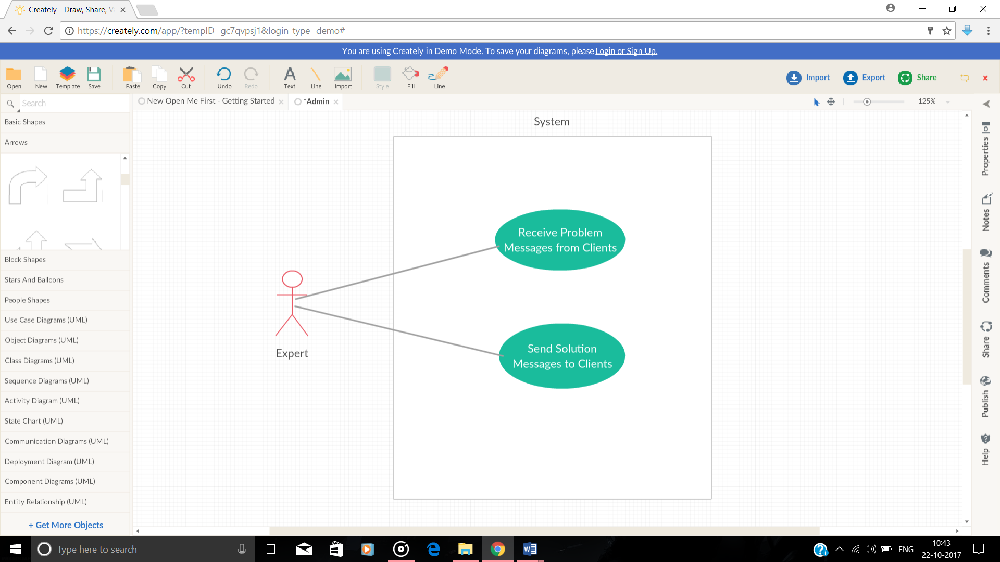 Creately - Draw, Share, V
https://creately.com/app/?tempID=gc7qvpsj1&login_type=demo#
You are using Creately in Demo Mode. To save your diagrams, please Login or Sign Up.
Open New Template Save Paste Copy Cut Undo Redo Text Line Import Style Fill Line
Import Export Share
Search
New Open Me First - Getting Started
*Admin
125%
Basic Shapes
Arrows
Block Shapes
Stars And Balloons
People Shapes
Use Case Diagrams (UML)
Object Diagrams (UML)
Class Diagrams (UML)
Sequence Diagrams (UML)
Activity Diagram (UML)
State Chart (UML)
Communication Diagrams (UML)
Deployment Diagram (UML)
Component Diagrams (UML)
Entity Relationship (UML)
+ Get More Objects
System
Receive Problem
Messages from Clients
Expert
Send Solution
Messages to Clients
Properties
Notes
Comments
Share
Publish
Help
Type here to search
ENG
10:43
22-10-2017